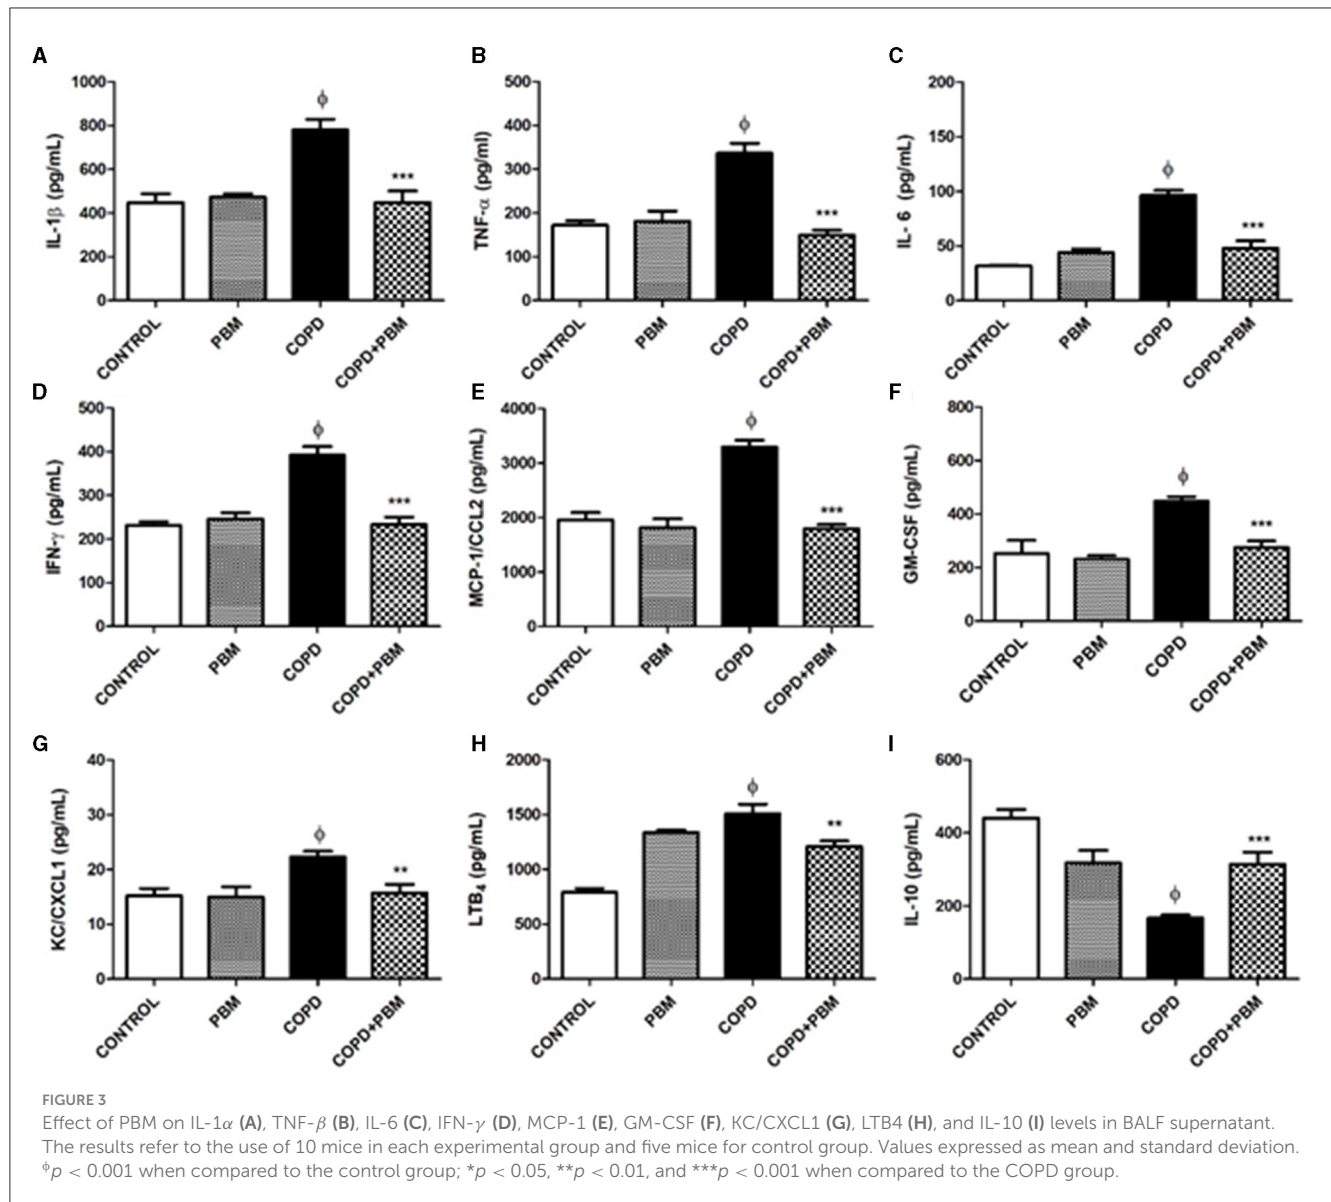 A
IL-1β (pg/mL)
1000
800
600
400
200
0
ϕ
***
CONTROL
PBM
COPD
COPD+PBM
B
TNF-α (pg/ml)
500
400
300
200
100
0
ϕ
***
CONTROL
PBM
COPD
COPD+PBM
C
IL- 6 (pg/mL)
200
150
100
50
0
ϕ
***
CONTROL
PBM
COPD
COPD+PBM
D
IFN-γ (pg/mL)
500
400
300
200
100
0
ϕ
***
CONTROL
PBM
COPD
COPD+PBM
E
MCP-1/CCL2 (pg/mL)
4000
3000
2000
1000
0
ϕ
***
CONTROL
PBM
COPD
COPD+PBM
F
GM-CSF (pg/mL)
800
600
400
200
0
ϕ
***
CONTROL
PBM
COPD
COPD+PBM
G
KC/CXCL1 (pg/mL)
40
30
20
10
0
ϕ
**
CONTROL
PBM
COPD
COPD+PBM
H
LTB4 (pg/mL)
2000
1500
1000
500
0
ϕ
**
CONTROL
PBM
COPD
COPD+PBM
I
IL-10 (pg/mL)
600
400
200
0
ϕ
***
CONTROL
PBM
COPD
COPD+PBM
FIGURE 3
Effect of PBM on IL-1α (A), TNF-β (B), IL-6 (C), IFN-γ (D), MCP-1 (E), GM-CSF (F), KC/CXCL1 (G), LTB4 (H), and IL-10 (I) levels in BALF supernatant.
The results refer to the use of 10 mice in each experimental group and five mice for control group. Values expressed as mean and standard deviation.
ϕp < 0.001 when compared to the control group; *p < 0.05, **p < 0.01, and ***p < 0.001 when compared to the COPD group.